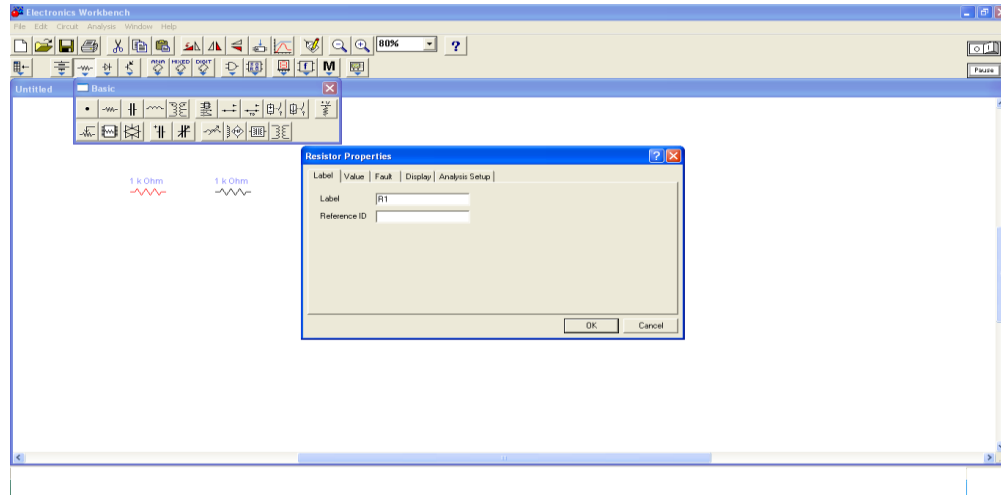 Electronics Workbench
File Edit Circuit Analysis Window Help
80%
?
ANA MIXED DIGIT
M
Pause
Untitled
Basic
Resistor Properties
Label Value Fault Display Analysis Setup
1 k Ohm 1 k Ohm
Label R1
Reference ID
OK Cancel